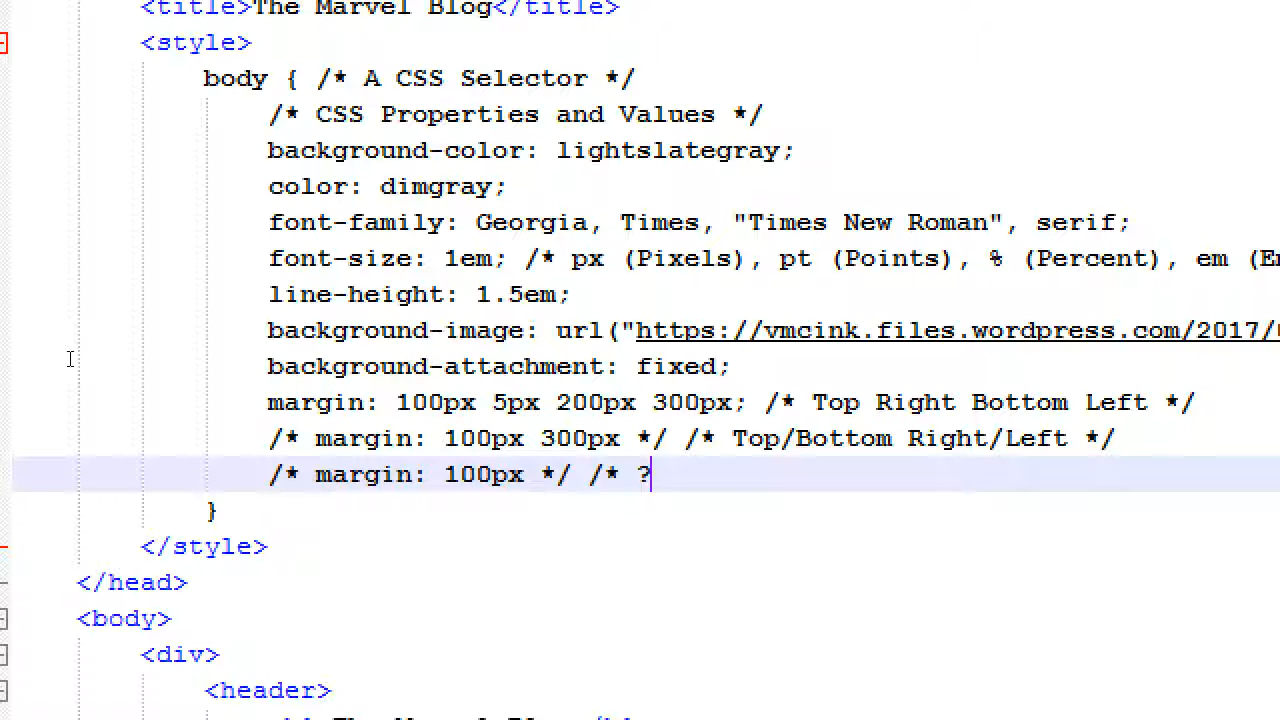 <title>The Marvel Blog</title>
<style>
body { /* A CSS Selector */
/* CSS Properties and Values */
background-color: lightslategray;
color: dimgray;
font-family: Georgia, Times, "Times New Roman", serif;
font-size: 1em; /* px (Pixels), pt (Points), % (Percent), em
line-height: 1.5em;
background-image: url("https://vmcink.files.wordpress.com/2017/
background-attachment: fixed;
margin: 100px 5px 200px 300px; /* Top Right Bottom Left */
/* margin: 100px 300px */ /* Top/Bottom Right/Left */
/* margin: 100px */ /* ?
}
</style>
</head>
<body>
<div>
<header>